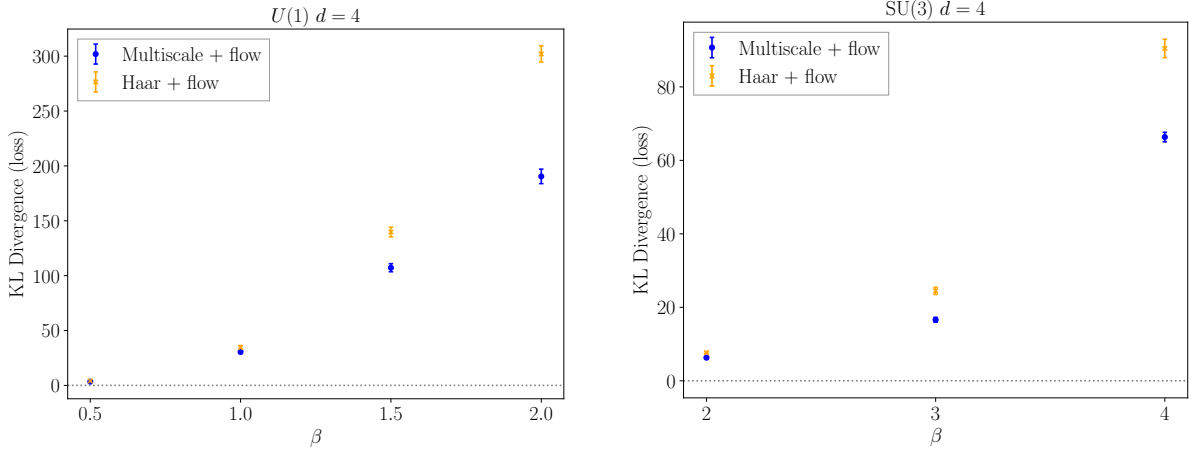 U(1) d = 4
Multiscale + flow
Haar + flow
KL Divergence (loss)
300
250
200
150
100
50
0
0.5
1.0
1.5
2.0
β
SU(3) d = 4
Multiscale + flow
Haar + flow
KL Divergence (loss)
80
60
40
20
0
2
3
4
β